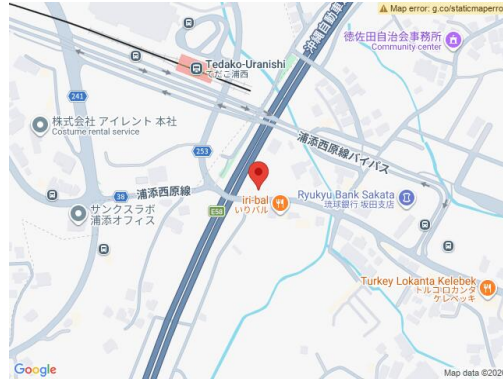 Map error: g.co/staticmaperro
沖縄自動車
徳佐田自治会事務所
Community center
Tedako-Uranishi
てだこ浦西
241
株式会社 アイレント 本社
Costume rental service
浦添西原線バイパス
253
38
浦添西原線
iri-bal
いりバル
Ryukyu Bank Sakata
琉球銀行 坂田支店
E58
サンクスラボ
浦添オフィス
Turkey Lokanta Kelebek
トルコ ロカンタ
ケレベッキ
Google
Map data ©202